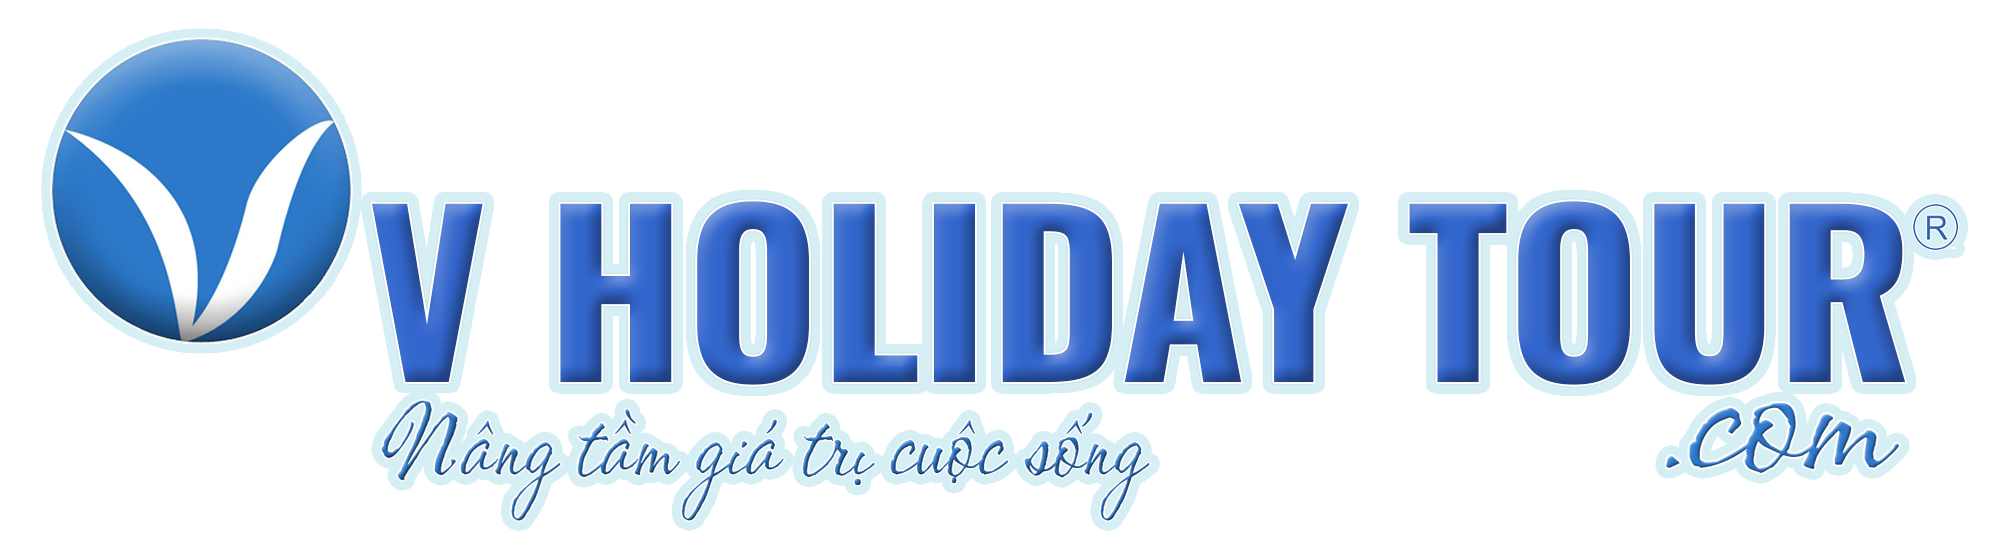 V HOLIDAY TOUR®
.com
Nâng tầm giá trị cuộc sống